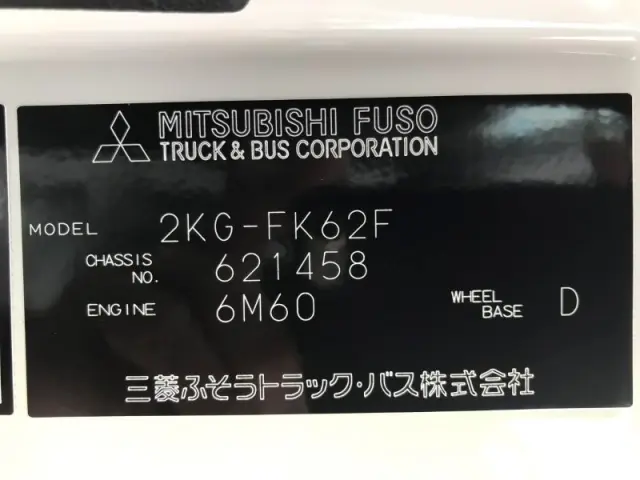 MITSUBISHI FUSO
TRUCK & BUS CORPORATION
MODEL 2KG-FK62F
CHASSIS NO. 621458
ENGINE 6M60 WHEEL BASE D
三菱ふそうトラック・バス株式会社